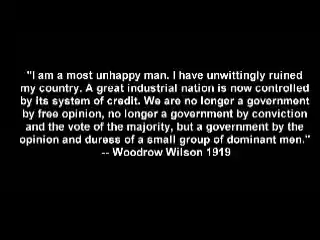 "I am a most unhappy man. I have unwittingly ruined
my country. A great industrial nation is now controlled
by its system of credit. We are no longer a government
by free opinion, no longer a government by conviction
and the vote of the majority, but a government by the
opinion and duress of a small group of dominant men."
-- Woodrow Wilson 1919